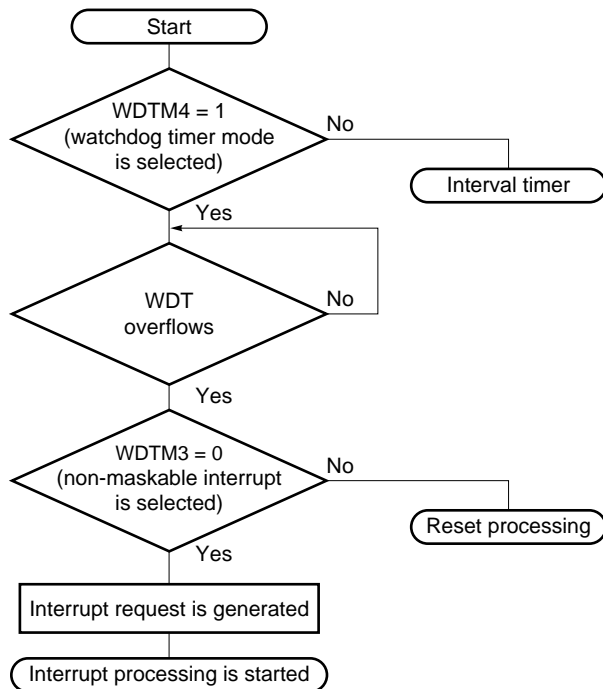 Start
WDTM4 = 1
(watchdog timer mode
is selected)
No
Interval timer
Yes
WDT
overflows
No
Yes
WDTM3 = 0
(non-maskable interrupt
is selected)
No
Reset processing
Yes
Interrupt request is generated
Interrupt processing is started